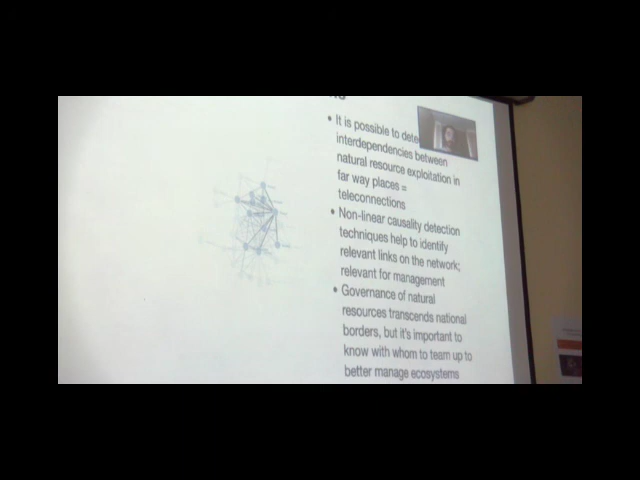 • It is possible to dete
interdependencies between
natural resource exploitation in
far way places =
teleconnections
• Non-linear causality detection
techniques help to identify
relevant links on the network;
relevant for management
• Governance of natural
resources transcends national
borders, but it's important to
know with whom to team up to
better manage ecosystems